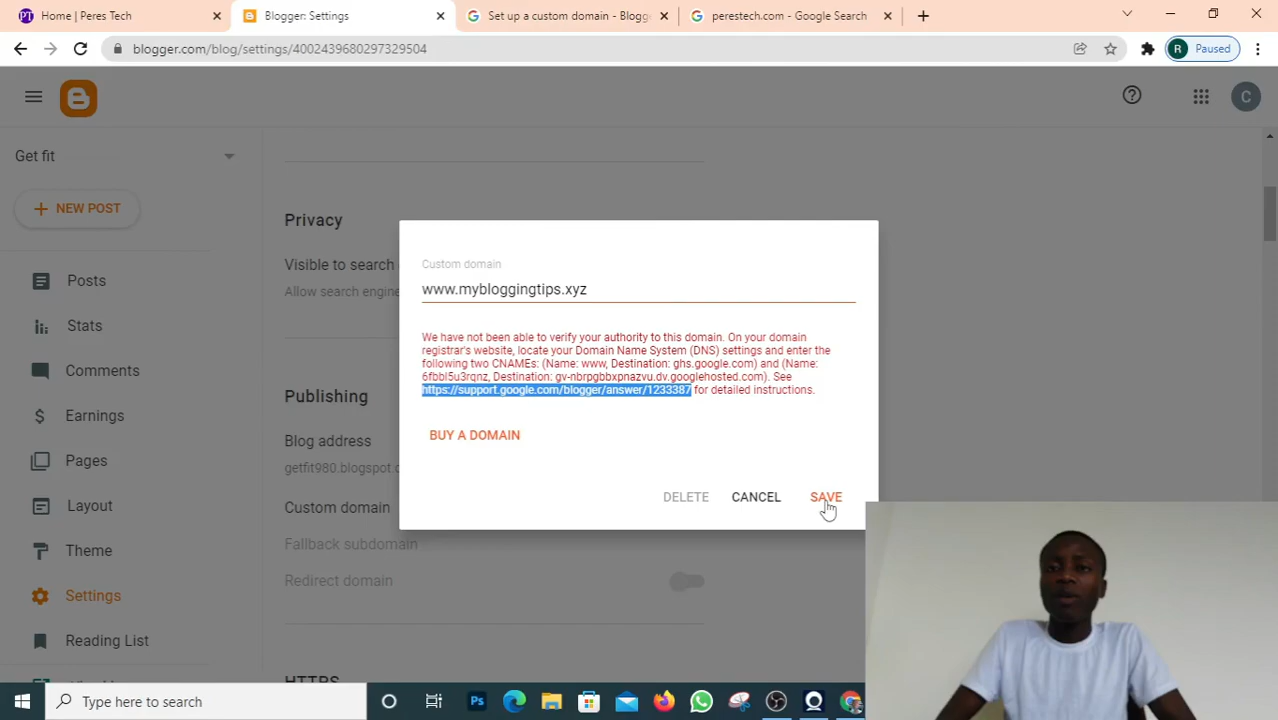 Home | Peres Tech
Blogger: Settings
Set up a custom domain - Blogg
perestech.com - Google Search
blogger.com/blog/settings/4002439680297329504
R Paused
C
Get fit
NEW POST
Posts
Stats
Comments
Earnings
Pages
Layout
Theme
Settings
Reading List
Privacy
Visible to search
Allow search engine
Publishing
Blog address
getfit980.blogspot.c
Custom domain
Fallback subdomain
Redirect domain
HTTPS
Custom domain
www.mybloggingtips.xyz
We have not been able to verify your authority to this domain. On your domain
registrar's website, locate your Domain Name System (DNS) settings and enter the
following two CNAMEs: (Name: www, Destination: ghs.google.com) and (Name:
6fbbl5u3rqnz, Destination: gv-nbrpgbbxpnazvu.dv.googlehosted.com). See
https://support.google.com/blogger/answer/1233387 for detailed instructions.
BUY A DOMAIN
DELETE CANCEL SAVE
Type here to search
Ps